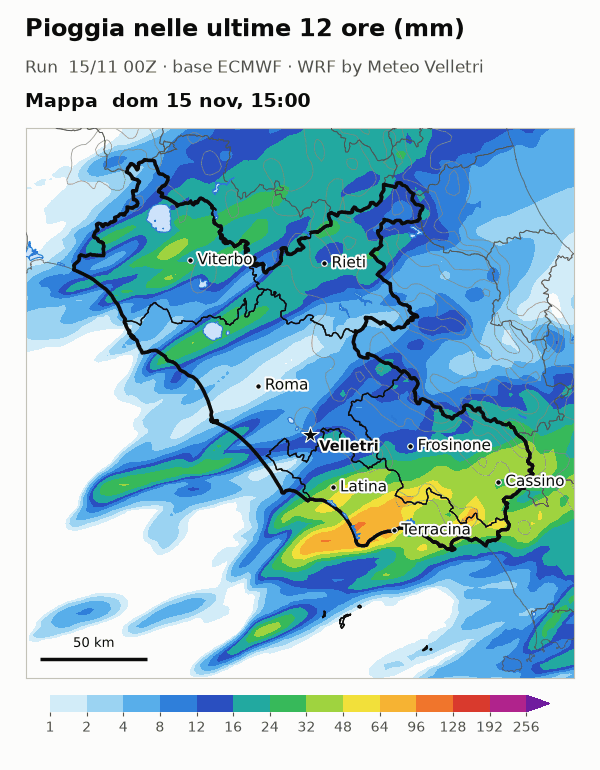 Pioggia nelle ultime 12 ore (mm)
Run  15/11 00Z · base ECMWF · WRF by Meteo Velletri
Mappa  dom 15 nov, 15:00
Viterbo
Rieti
Roma
Velletri
Frosinone
Cassino
Latina
Terracina
50 km
1 2 4 8 12 16 24 32 48 64 96 128 192 256